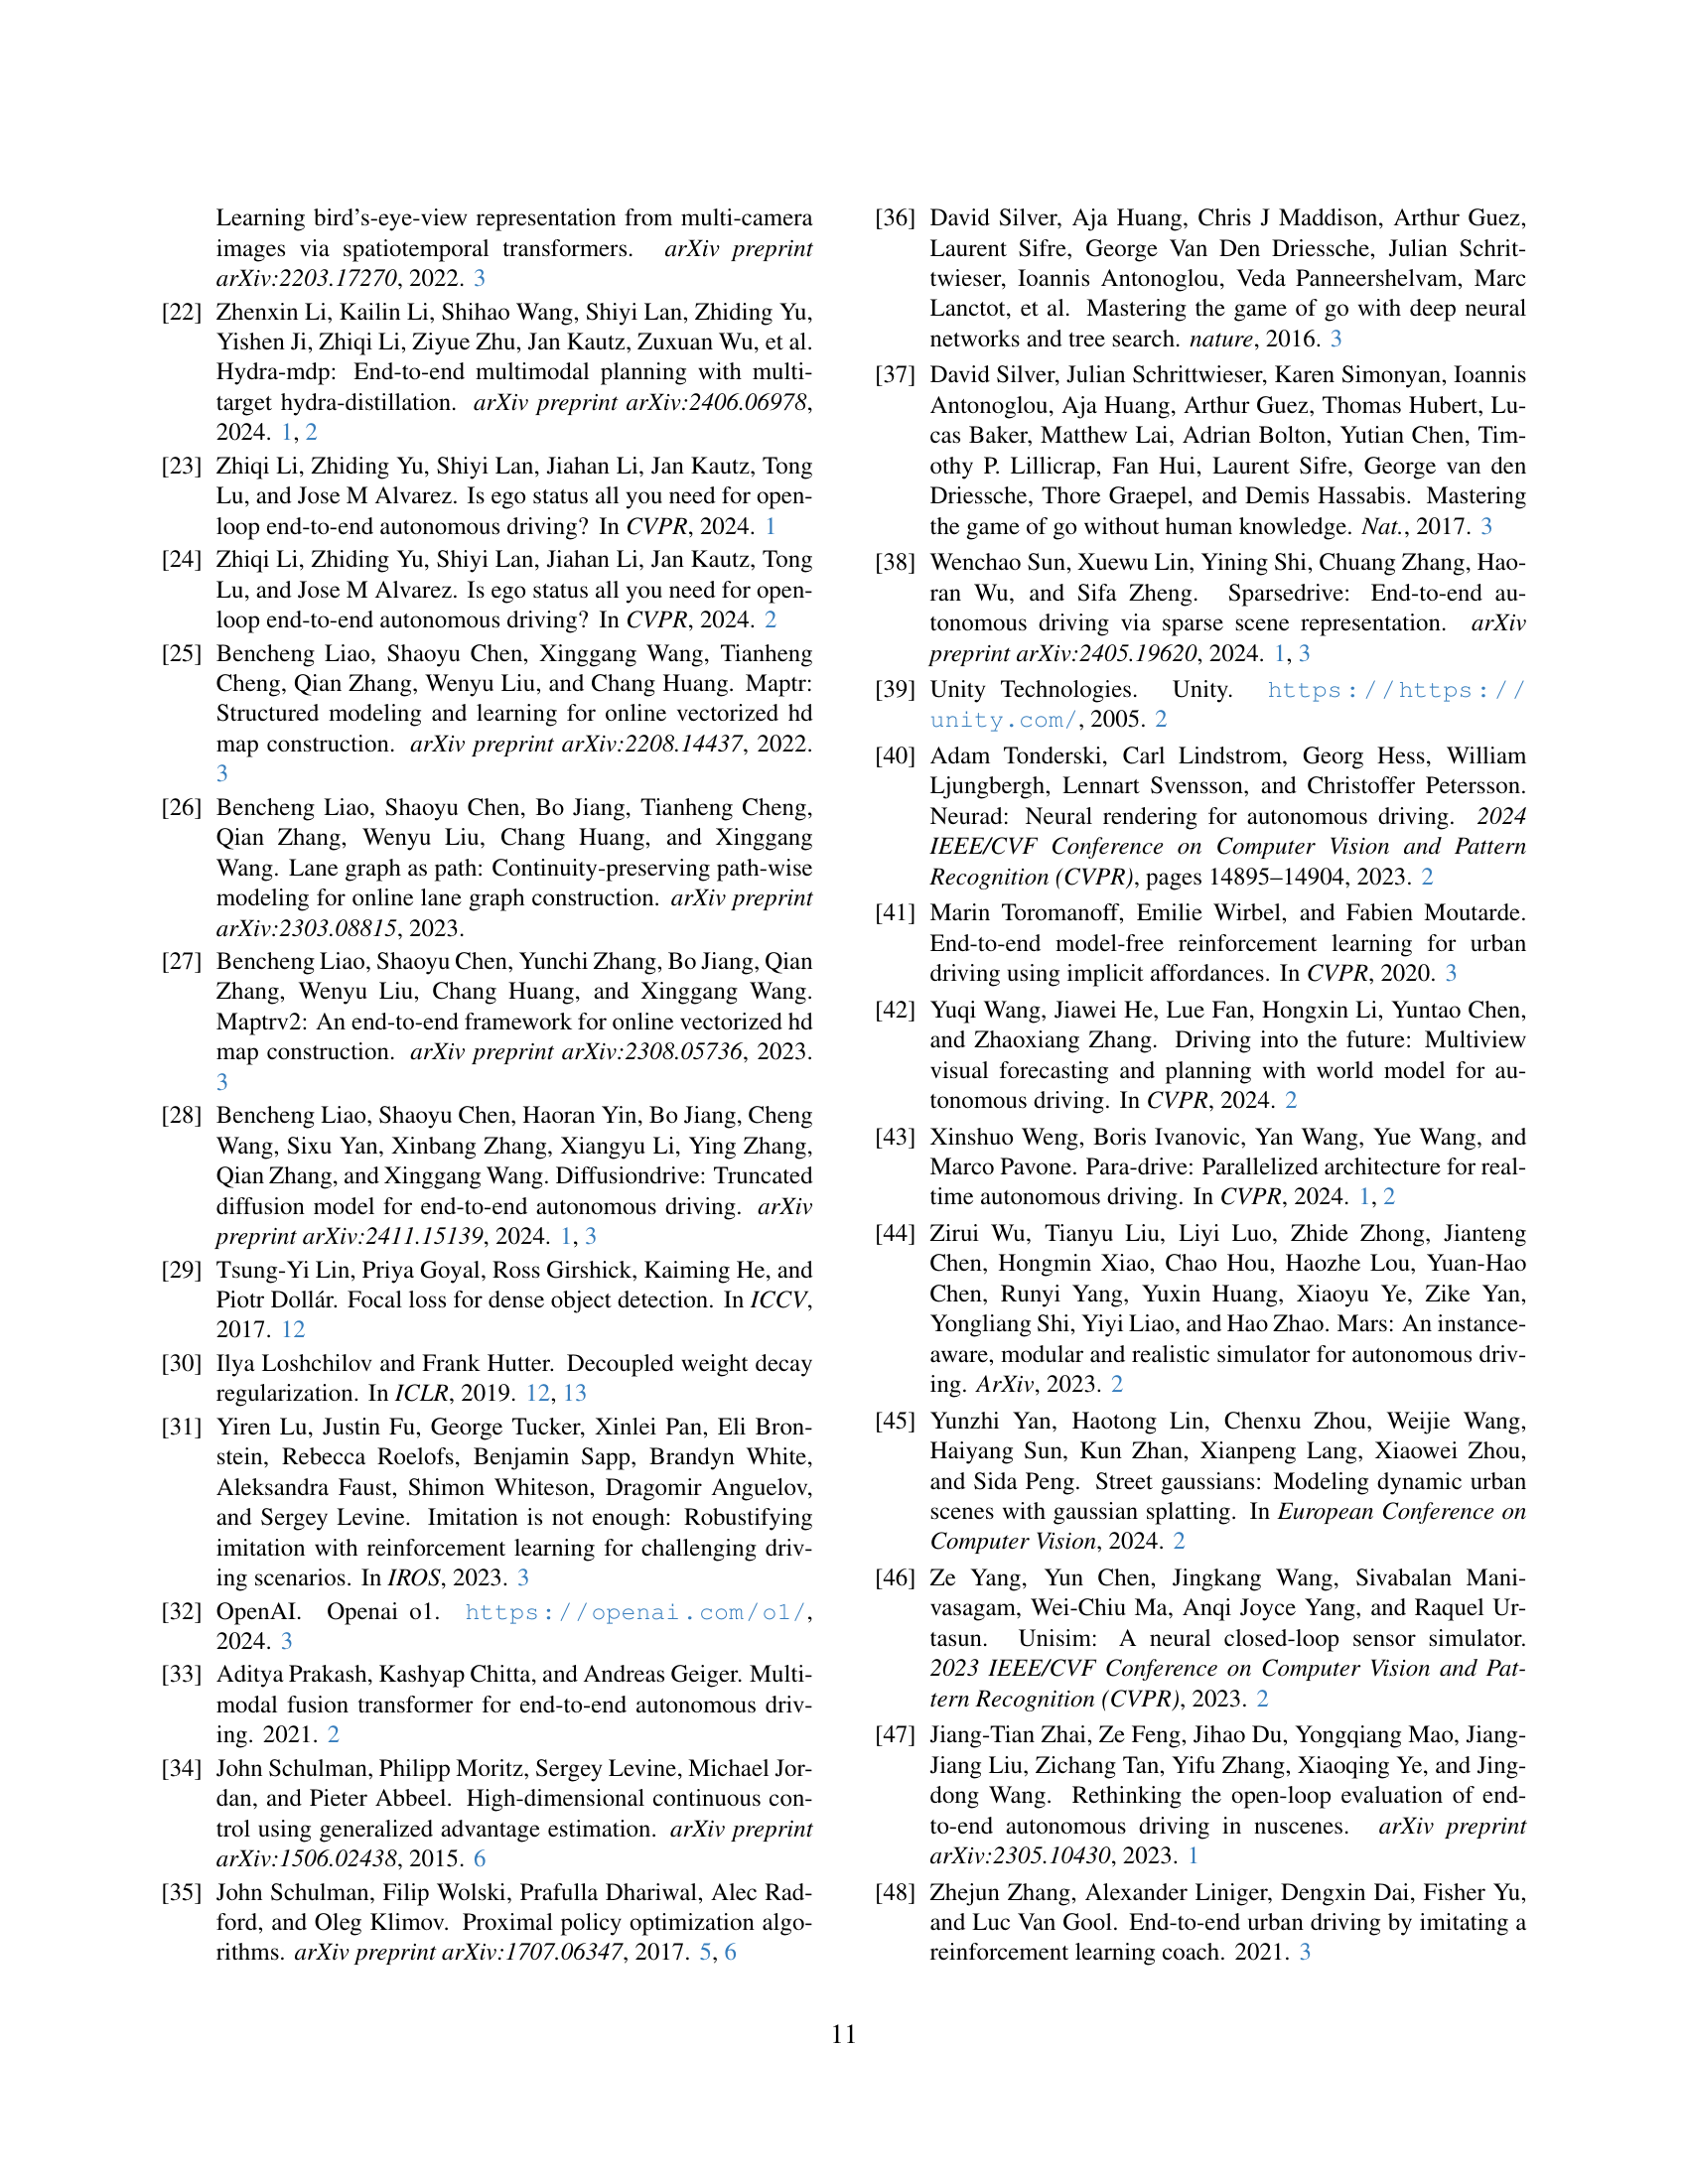 Learning bird's-eye-view representation from multi-camera
images via spatiotemporal transformers. arXiv preprint
arXiv:2203.17270, 2022. 3
[22] Zhenxin Li, Kailin Li, Shihao Wang, Shiyi Lan, Zhiding Yu,
Yishen Ji, Zhiqi Li, Ziyue Zhu, Jan Kautz, Zuxuan Wu, et al.
Hydra-mdp: End-to-end multimodal planning with multi-
target hydra-distillation. arXiv preprint arXiv:2406.06978,
2024. 1, 2
[23] Zhiqi Li, Zhiding Yu, Shiyi Lan, Jiahan Li, Jan Kautz, Tong
Lu, and Jose M Alvarez. Is ego status all you need for open-
loop end-to-end autonomous driving? In CVPR, 2024. 1
[24] Zhiqi Li, Zhiding Yu, Shiyi Lan, Jiahan Li, Jan Kautz, Tong
Lu, and Jose M Alvarez. Is ego status all you need for open-
loop end-to-end autonomous driving? In CVPR, 2024. 2
[25] Bencheng Liao, Shaoyu Chen, Xinggang Wang, Tianheng
Cheng, Qian Zhang, Wenyu Liu, and Chang Huang. Maptr:
Structured modeling and learning for online vectorized hd
map construction. arXiv preprint arXiv:2208.14437, 2022.
3
[26] Bencheng Liao, Shaoyu Chen, Bo Jiang, Tianheng Cheng,
Qian Zhang, Wenyu Liu, Chang Huang, and Xinggang
Wang. Lane graph as path: Continuity-preserving path-wise
modeling for online lane graph construction. arXiv preprint
arXiv:2303.08815, 2023.
[27] Bencheng Liao, Shaoyu Chen, Yunchi Zhang, Bo Jiang, Qian
Zhang, Wenyu Liu, Chang Huang, and Xinggang Wang.
Maptrv2: An end-to-end framework for online vectorized hd
map construction. arXiv preprint arXiv:2308.05736, 2023.
3
[28] Bencheng Liao, Shaoyu Chen, Haoran Yin, Bo Jiang, Cheng
Wang, Sixu Yan, Xinbang Zhang, Xiangyu Li, Ying Zhang,
Qian Zhang, and Xinggang Wang. Diffusiondrive: Truncated
diffusion model for end-to-end autonomous driving. arXiv
preprint arXiv:2411.15139, 2024. 1, 3
[29] Tsung-Yi Lin, Priya Goyal, Ross Girshick, Kaiming He, and
Piotr Dollár. Focal loss for dense object detection. In ICCV,
2017. 12
[30] Ilya Loshchilov and Frank Hutter. Decoupled weight decay
regularization. In ICLR, 2019. 12, 13
[31] Yiren Lu, Justin Fu, George Tucker, Xinlei Pan, Eli Bron-
stein, Rebecca Roelofs, Benjamin Sapp, Brandyn White,
Aleksandra Faust, Shimon Whiteson, Dragomir Anguelov,
and Sergey Levine. Imitation is not enough: Robustifying
imitation with reinforcement learning for challenging driv-
ing scenarios. In IROS, 2023. 3
[32] OpenAI. Openai o1. https://openai.com/o1/,
2024. 3
[33] Aditya Prakash, Kashyap Chitta, and Andreas Geiger. Multi-
modal fusion transformer for end-to-end autonomous driv-
ing. 2021. 2
[34] John Schulman, Philipp Moritz, Sergey Levine, Michael Jor-
dan, and Pieter Abbeel. High-dimensional continuous con-
trol using generalized advantage estimation. arXiv preprint
arXiv:1506.02438, 2015. 6
[35] John Schulman, Filip Wolski, Prafulla Dhariwal, Alec Rad-
ford, and Oleg Klimov. Proximal policy optimization algo-
rithms. arXiv preprint arXiv:1707.06347, 2017. 5, 6
[36] David Silver, Aja Huang, Chris J Maddison, Arthur Guez,
Laurent Sifre, George Van Den Driessche, Julian Schrit-
twieser, Ioannis Antonoglou, Veda Panneershelvam, Marc
Lanctot, et al. Mastering the game of go with deep neural
networks and tree search. nature, 2016. 3
[37] David Silver, Julian Schrittwieser, Karen Simonyan, Ioannis
Antonoglou, Aja Huang, Arthur Guez, Thomas Hubert, Lu-
cas Baker, Matthew Lai, Adrian Bolton, Yutian Chen, Tim-
othy P. Lillicrap, Fan Hui, Laurent Sifre, George van den
Driessche, Thore Graepel, and Demis Hassabis. Mastering
the game of go without human knowledge. Nat., 2017. 3
[38] Wenchao Sun, Xuewu Lin, Yining Shi, Chuang Zhang, Hao-
ran Wu, and Sifa Zheng. Sparsedrive: End-to-end au-
tonomous driving via sparse scene representation. arXiv
preprint arXiv:2405.19620, 2024. 1, 3
[39] Unity Technologies. Unity. https://https://
unity.com/, 2005. 2
[40] Adam Tonderski, Carl Lindstrom, Georg Hess, William
Ljungbergh, Lennart Svensson, and Christoffer Petersson.
Neurad: Neural rendering for autonomous driving. 2024
IEEE/CVF Conference on Computer Vision and Pattern
Recognition (CVPR), pages 14895–14904, 2023. 2
[41] Marin Toromanoff, Emilie Wirbel, and Fabien Moutarde.
End-to-end model-free reinforcement learning for urban
driving using implicit affordances. In CVPR, 2020. 3
[42] Yuqi Wang, Jiawei He, Lue Fan, Hongxin Li, Yuntao Chen,
and Zhaoxiang Zhang. Driving into the future: Multiview
visual forecasting and planning with world model for au-
tonomous driving. In CVPR, 2024. 2
[43] Xinshuo Weng, Boris Ivanovic, Yan Wang, Yue Wang, and
Marco Pavone. Para-drive: Parallelized architecture for real-
time autonomous driving. In CVPR, 2024. 1, 2
[44] Zirui Wu, Tianyu Liu, Liyi Luo, Zhide Zhong, Jianteng
Chen, Hongmin Xiao, Chao Hou, Haozhe Lou, Yuan-Hao
Chen, Runyi Yang, Yuxin Huang, Xiaoyu Ye, Zike Yan,
Yongliang Shi, Yiyi Liao, and Hao Zhao. Mars: An instance-
aware, modular and realistic simulator for autonomous driv-
ing. ArXiv, 2023. 2
[45] Yunzhi Yan, Haotong Lin, Chenxu Zhou, Weijie Wang,
Haiyang Sun, Kun Zhan, Xianpeng Lang, Xiaowei Zhou,
and Sida Peng. Street gaussians: Modeling dynamic urban
scenes with gaussian splatting. In European Conference on
Computer Vision, 2024. 2
[46] Ze Yang, Yun Chen, Jingkang Wang, Sivabalan Mani-
vasagam, Wei-Chiu Ma, Anqi Joyce Yang, and Raquel Ur-
tasun. Unisim: A neural closed-loop sensor simulator.
2023 IEEE/CVF Conference on Computer Vision and Pat-
tern Recognition (CVPR), 2023. 2
[47] Jiang-Tian Zhai, Ze Feng, Jihao Du, Yongqiang Mao, Jiang-
Jiang Liu, Zichang Tan, Yifu Zhang, Xiaoqing Ye, and Jing-
dong Wang. Rethinking the open-loop evaluation of end-
to-end autonomous driving in nuscenes. arXiv preprint
arXiv:2305.10430, 2023. 1
[48] Zhejun Zhang, Alexander Liniger, Dengxin Dai, Fisher Yu,
and Luc Van Gool. End-to-end urban driving by imitating a
reinforcement learning coach. 2021. 3
11